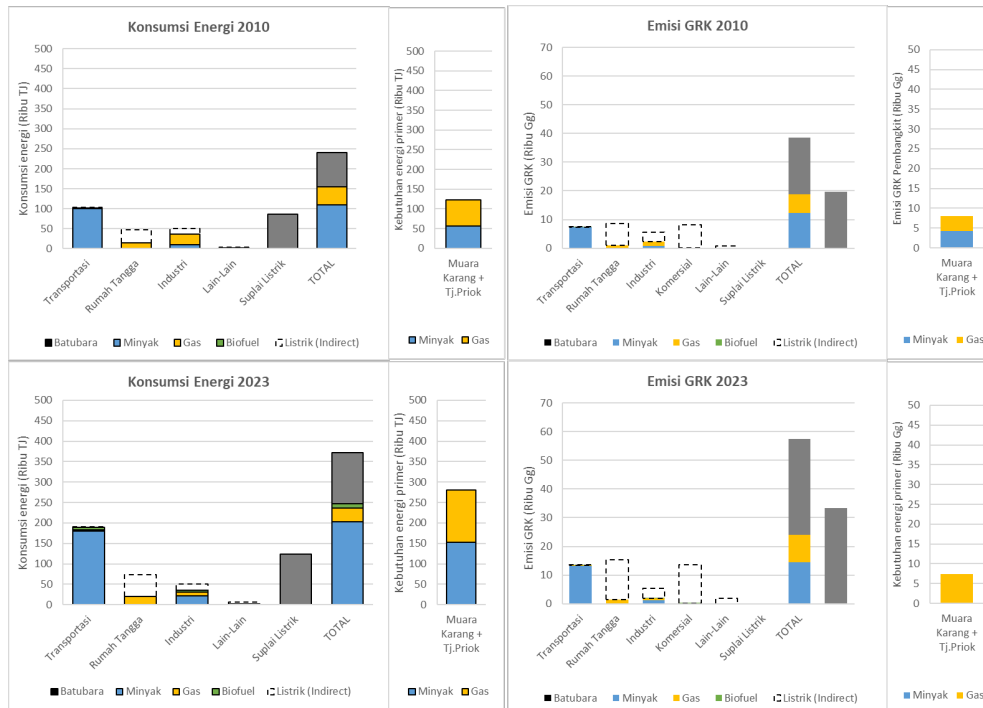 Konsumsi Energi 2010
Konsumsi energi (Ribu TJ)
500
450
400
350
300
250
200
150
100
50
0
Transportasi
Rumah Tangga
Industri
Lain-Lain
Suplai Listrik
TOTAL
Batubara Minyak Gas Biofuel Listrik (Indirect)
Kebutuhan energi primer (Ribu TJ)
500
450
400
350
300
250
200
150
100
50
0
Muara
Karang +
Tj.Priok
Minyak Gas
Emisi GRK 2010
Emisi GRK (Ribu Gg)
70
60
50
40
30
20
10
0
Transportasi
Rumah Tangga
Industri
Komersial
Lain-Lain
Suplai Listrik
TOTAL
Batubara Minyak Gas Biofuel Listrik (Indirect)
Emisi GRK Pembangkit (Ribu Gg)
50
45
40
35
30
25
20
15
10
5
0
Muara
Karang +
Tj.Priok
Minyak Gas
Konsumsi Energi 2023
Konsumsi energi (Ribu TJ)
500
450
400
350
300
250
200
150
100
50
0
Transportasi
Rumah Tangga
Industri
Lain-Lain
Suplai Listrik
TOTAL
Batubara Minyak Gas Biofuel Listrik (Indirect)
Kebutuhan energi primer (Ribu TJ)
500
450
400
350
300
250
200
150
100
50
0
Muara
Karang +
Tj.Priok
Minyak Gas
Emisi GRK 2023
Emisi GRK (Ribu Gg)
70
60
50
40
30
20
10
0
Transportasi
Rumah Tangga
Industri
Komersial
Lain-Lain
Suplai Listrik
TOTAL
Batubara Minyak Gas Biofuel Listrik (Indirect)
Kebutuhan energi primer (Ribu Gg)
50
45
40
35
30
25
20
15
10
5
0
Muara
Karang +
Tj.Priok
Minyak Gas